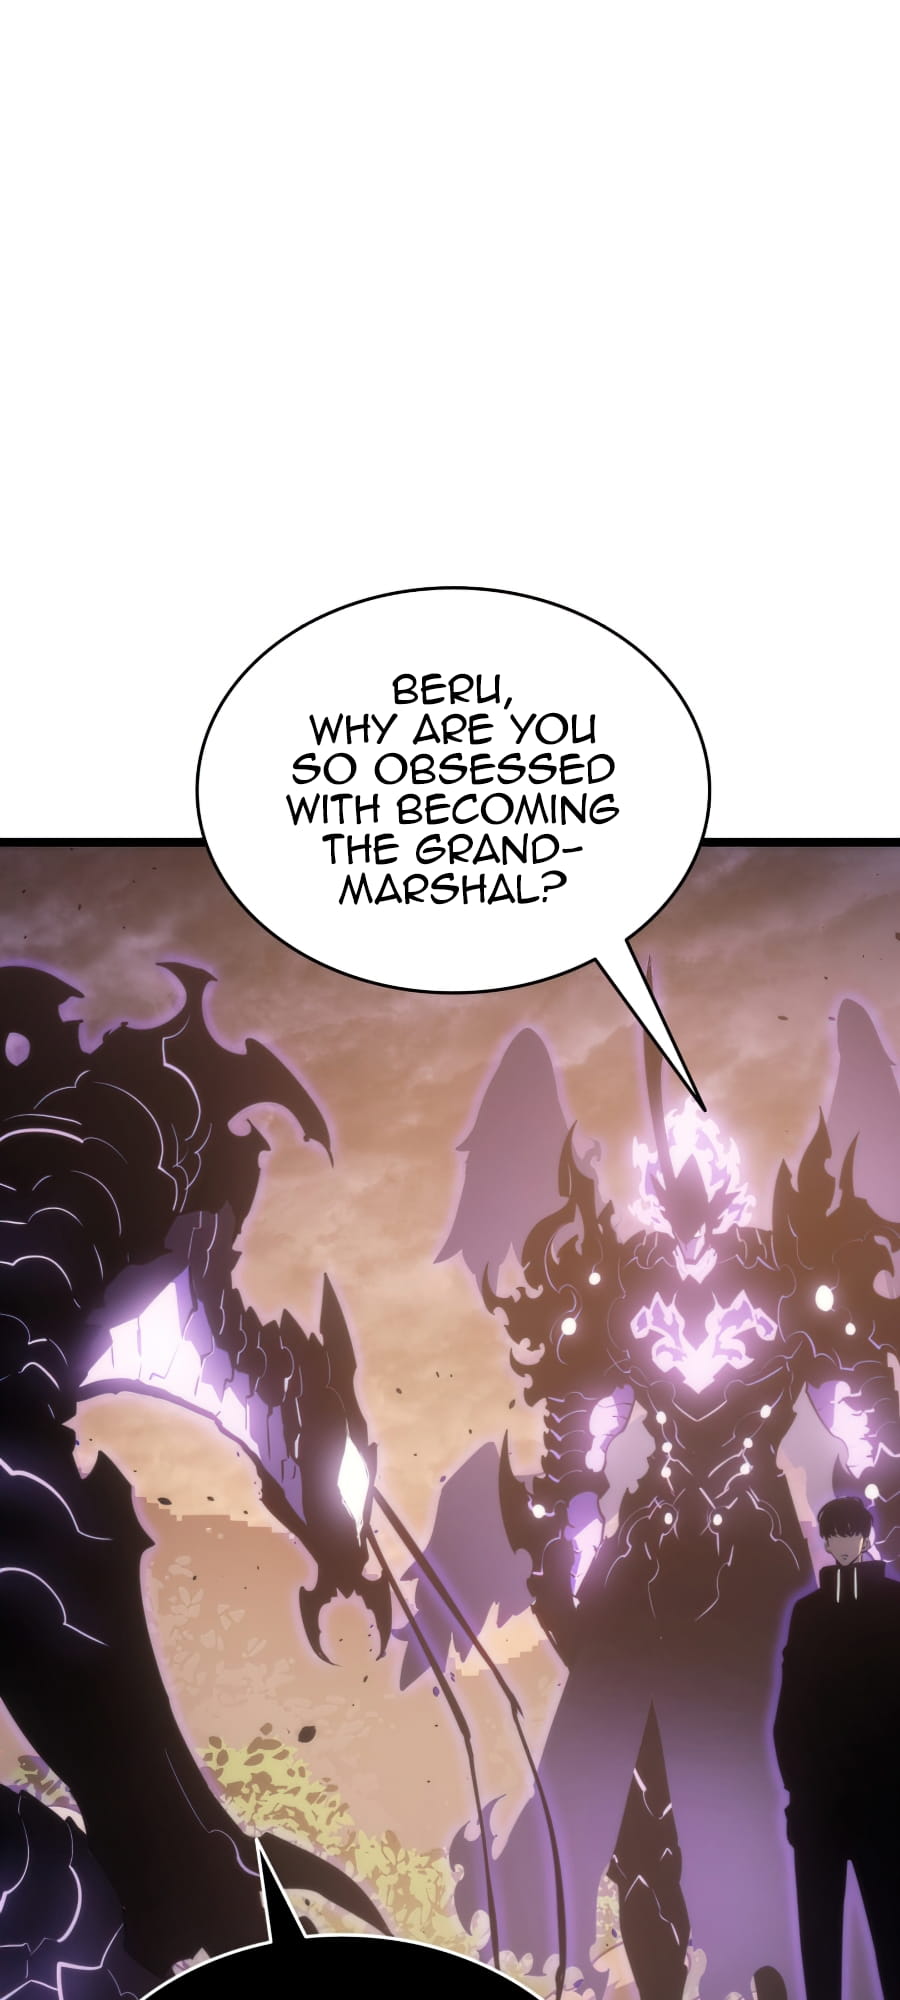 BERU,
WHY ARE YOU
SO OBSESSED
WITH BECOMING
THE GRAND-
MARSHAL?